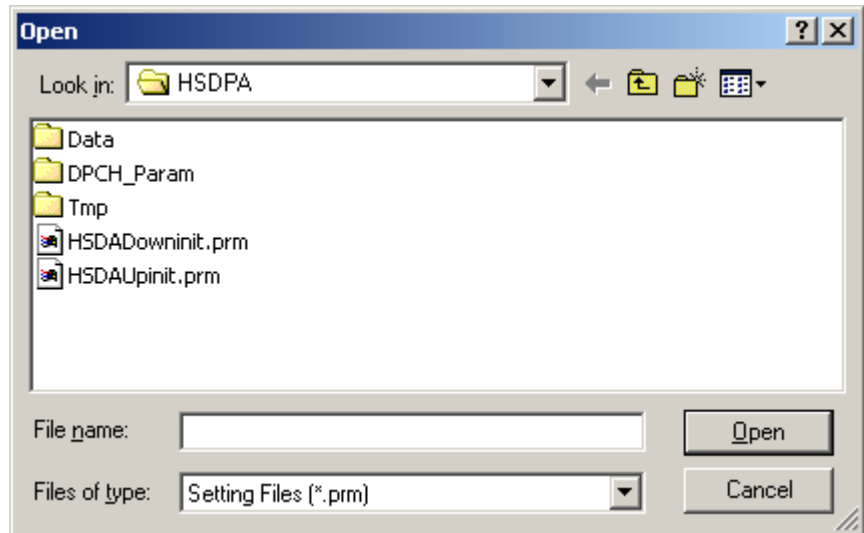 Open
Look in: HSDPA
Data
DPCH_Param
Tmp
HSDADowninit.prm
HSDAUpinit.prm
File name: Open
Files of type: Setting Files (*.prm) Cancel